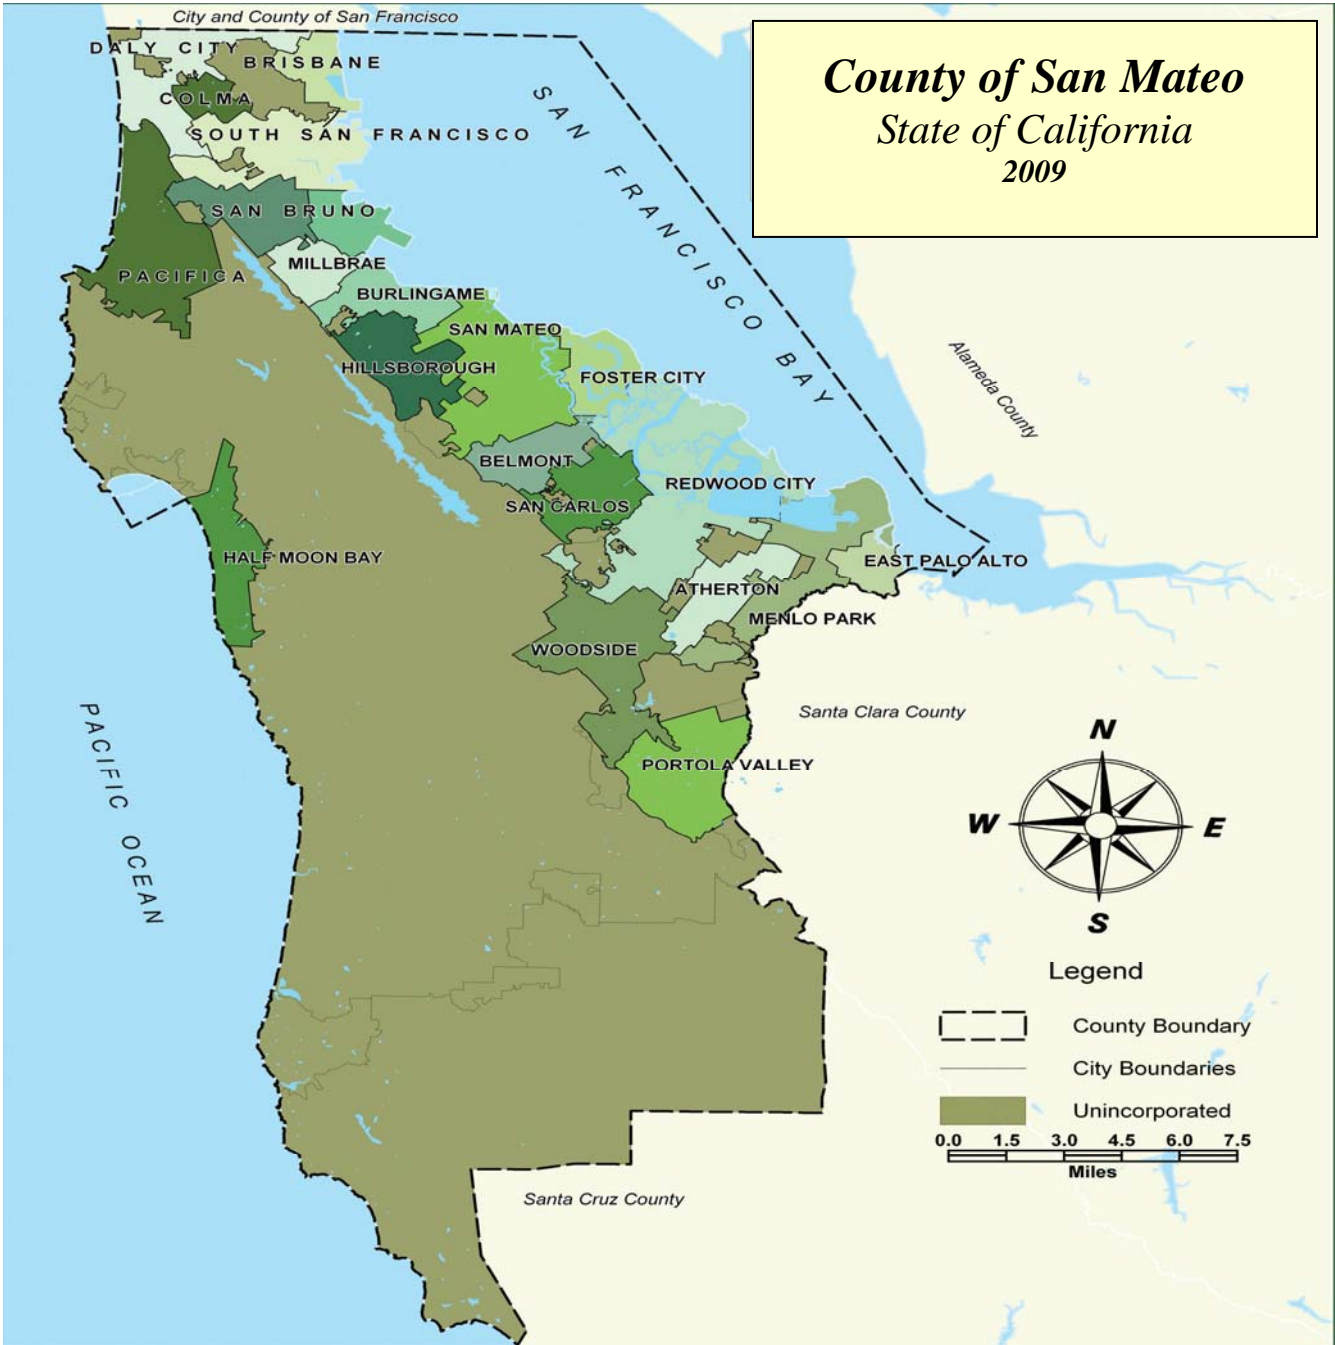 City and County of San Francisco
County of San Mateo
State of California
2009
DALY CITY
BRISBANE
COLMA
SOUTH SAN FRANCISCO
SAN FRANCISCO BAY
SAN BRUNO
MILLBRAE
PACIFICA
BURLINGAME
SAN MATEO
HILLSBOROUGH
FOSTER CITY
Alameda County
BELMONT
REDWOOD CITY
SAN CARLOS
HALF MOON BAY
EAST PALO ALTO
ATHERTON
MENLO PARK
WOODSIDE
Santa Clara County
PACIFIC OCEAN
PORTOLA VALLEY
N
W
E
S
Legend
County Boundary
City Boundaries
Unincorporated
0.0 1.5 3.0 4.5 6.0 7.5
Miles
Santa Cruz County